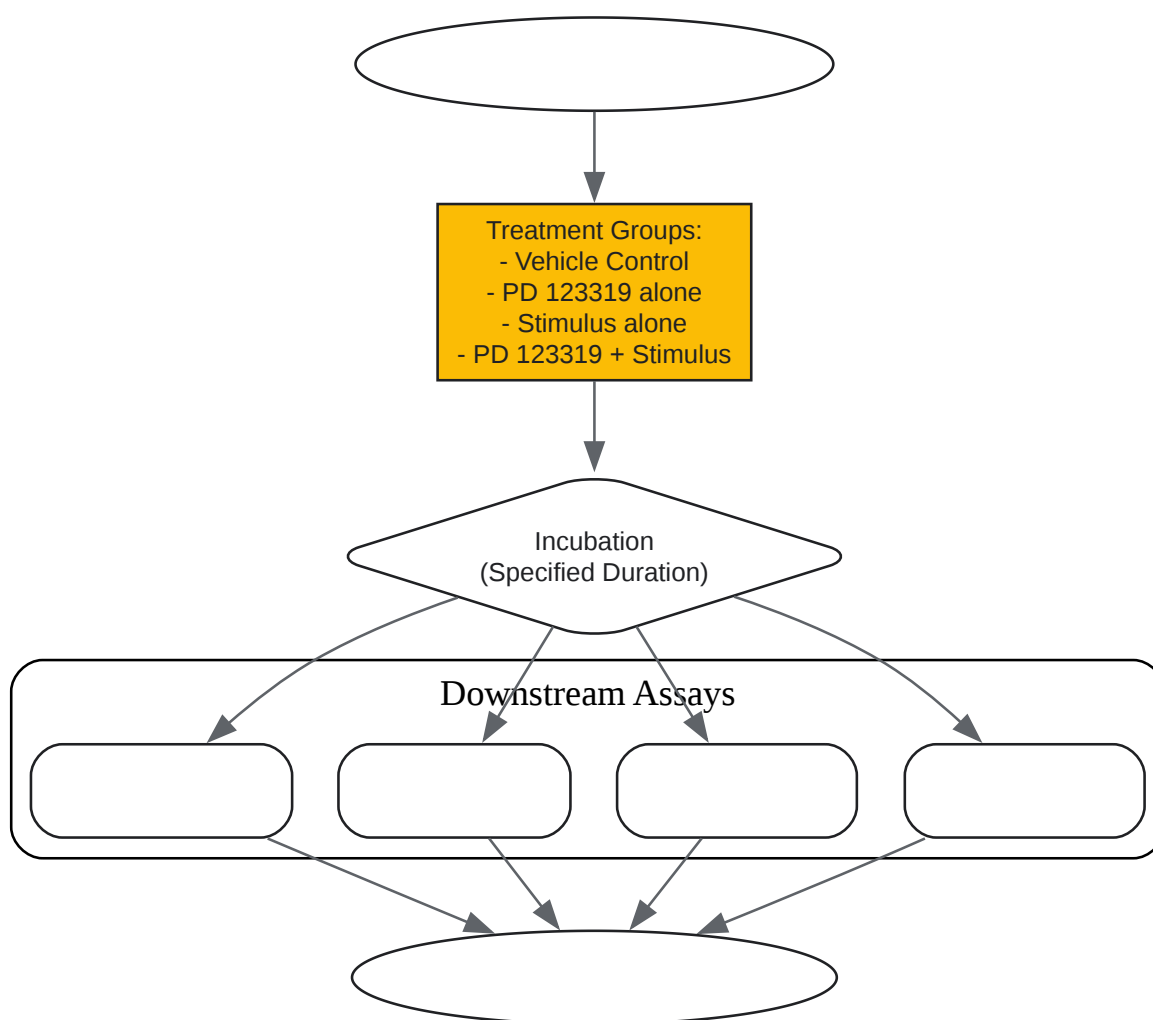 Treatment Groups:
- Vehicle Control
- PD 123319 alone
- Stimulus alone
- PD 123319 + Stimulus
Incubation
(Specified Duration)
Downstream Assays